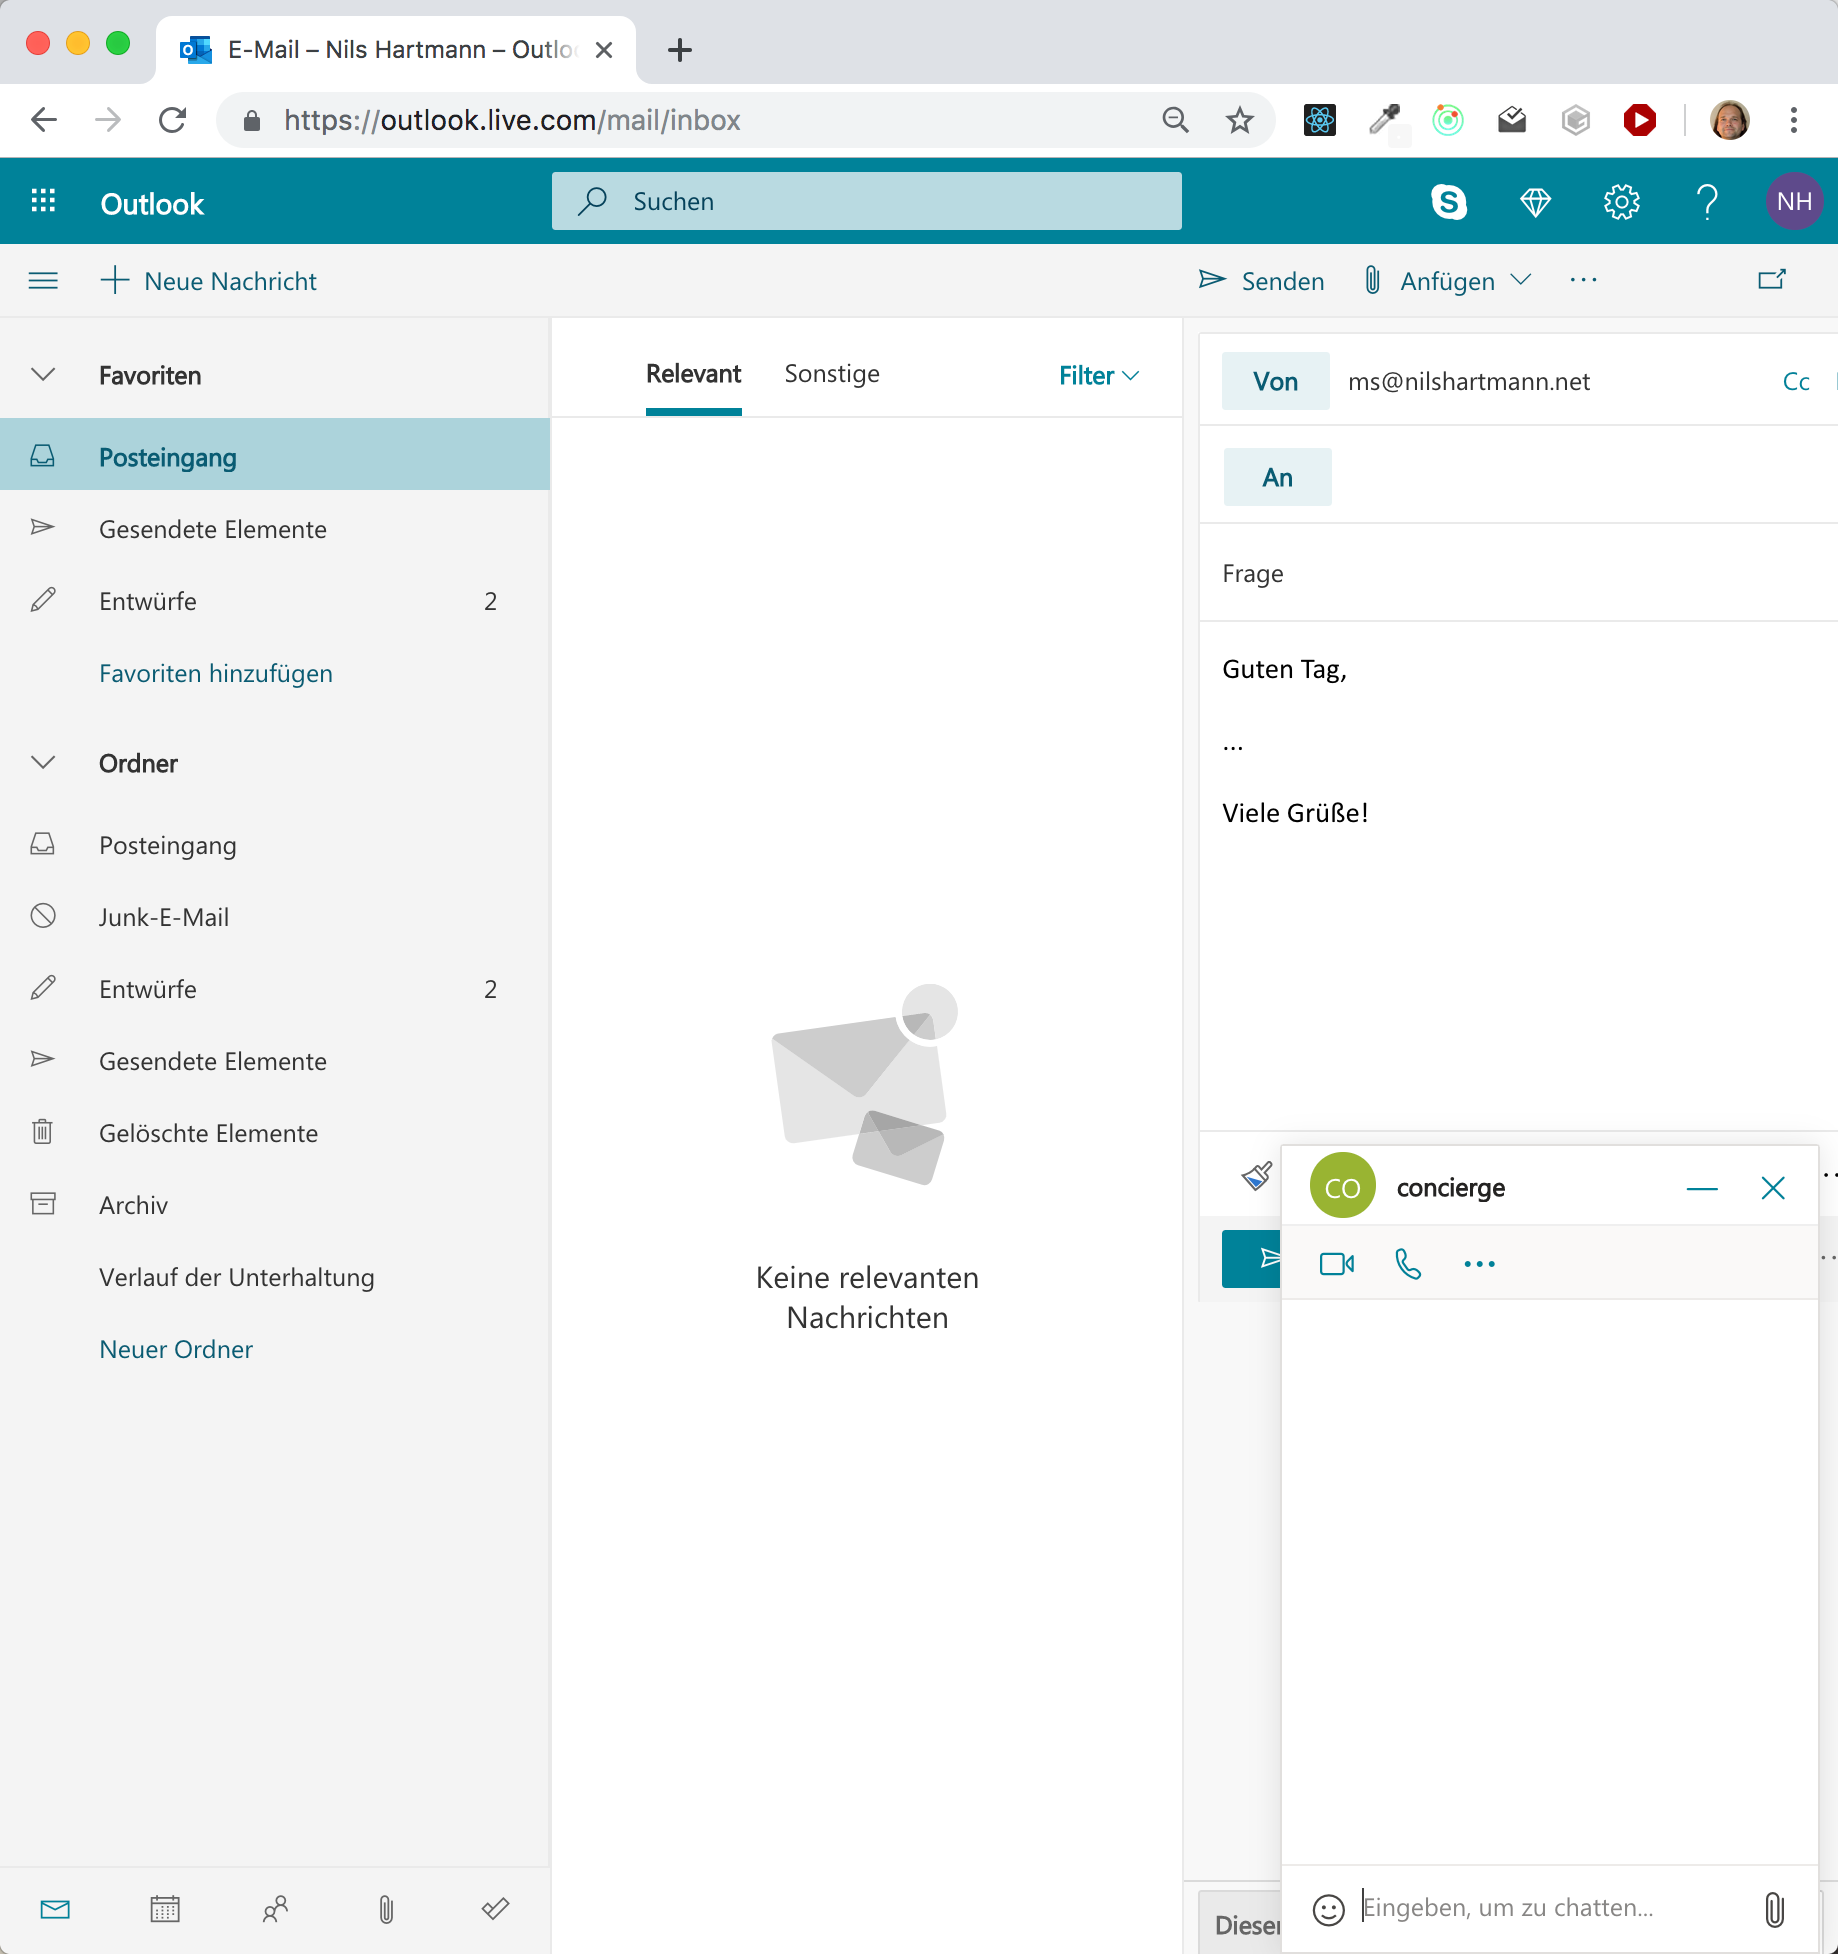 E-Mail – Nils Hartmann – Outlo
https://outlook.live.com/mail/inbox
Outlook
Suchen
NH
Neue Nachricht
Senden
Anfügen
Favoriten
Posteingang
Gesendete Elemente
Entwürfe 2
Favoriten hinzufügen
Ordner
Posteingang
Junk-E-Mail
Entwürfe 2
Gesendete Elemente
Gelöschte Elemente
Archiv
Verlauf der Unterhaltung
Neuer Ordner
Relevant Sonstige Filter
Keine relevanten
Nachrichten
Von ms@nilshartmann.net Cc
An
Frage
Guten Tag,
...
Viele Grüße!
CO concierge
Eingeben, um zu chatten...